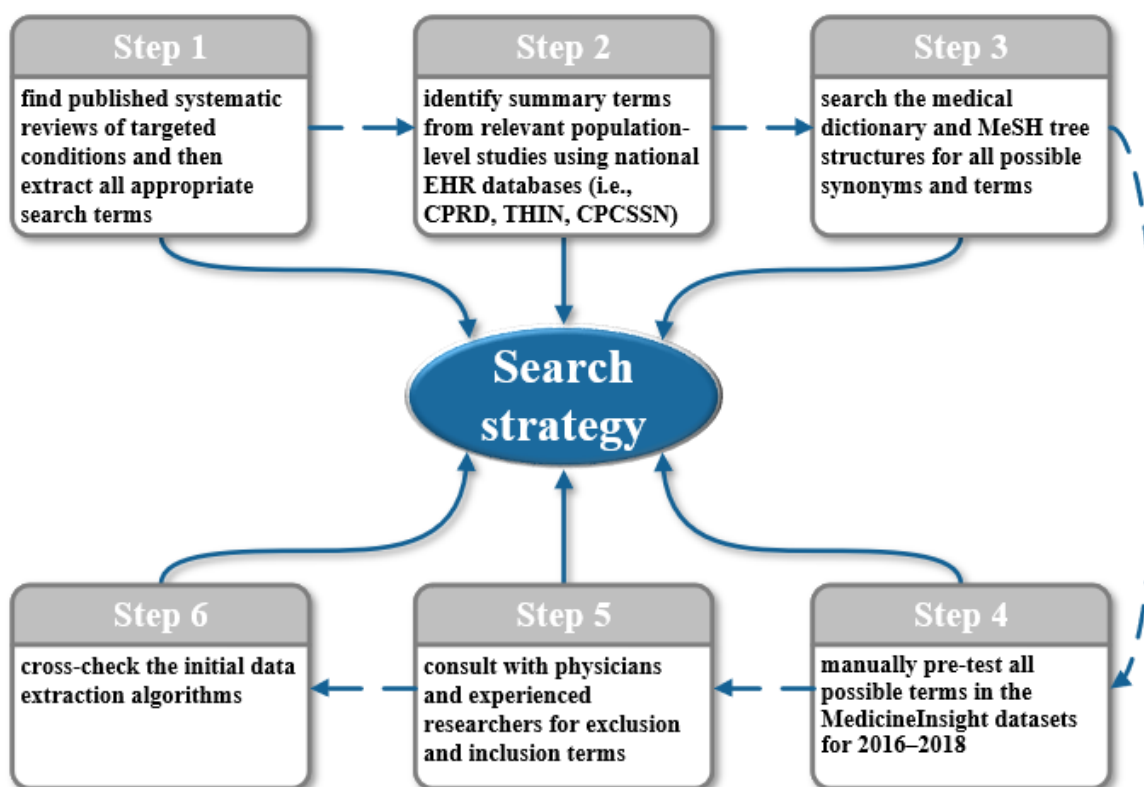 Step 1
find published systematic
reviews of targeted
conditions and then
extract all appropriate
search terms
Step 2
identify summary terms
from relevant population-
level studies using national
EHR databases (i.e.,
CPRD, THIN, CPCSSN)
Step 3
search the medical
dictionary and MeSH tree
structures for all possible
synonyms and terms
Search
strategy
Step 6
cross-check the initial data
extraction algorithms
Step 5
consult with physicians
and experienced
researchers for exclusion
and inclusion terms
Step 4
manually pre-test all
possible terms in the
MedicineInsight datasets
for 2016–2018